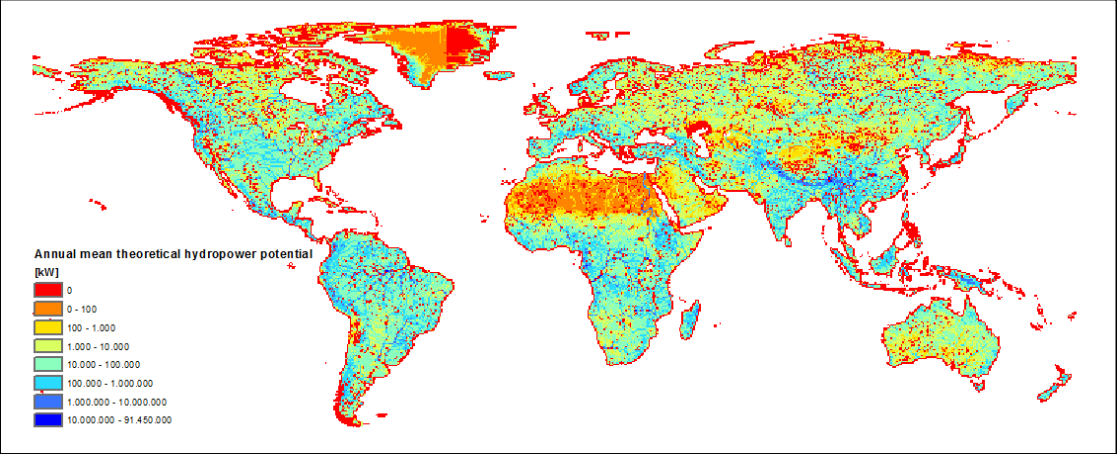 Annual mean theoretical hydropower potential
[kW]
0
0 - 100
100 - 1.000
1.000 - 10.000
10.000 - 100.000
100.000 - 1.000.000
1.000.000 - 10.000.000
10.000.000 - 91.450.000